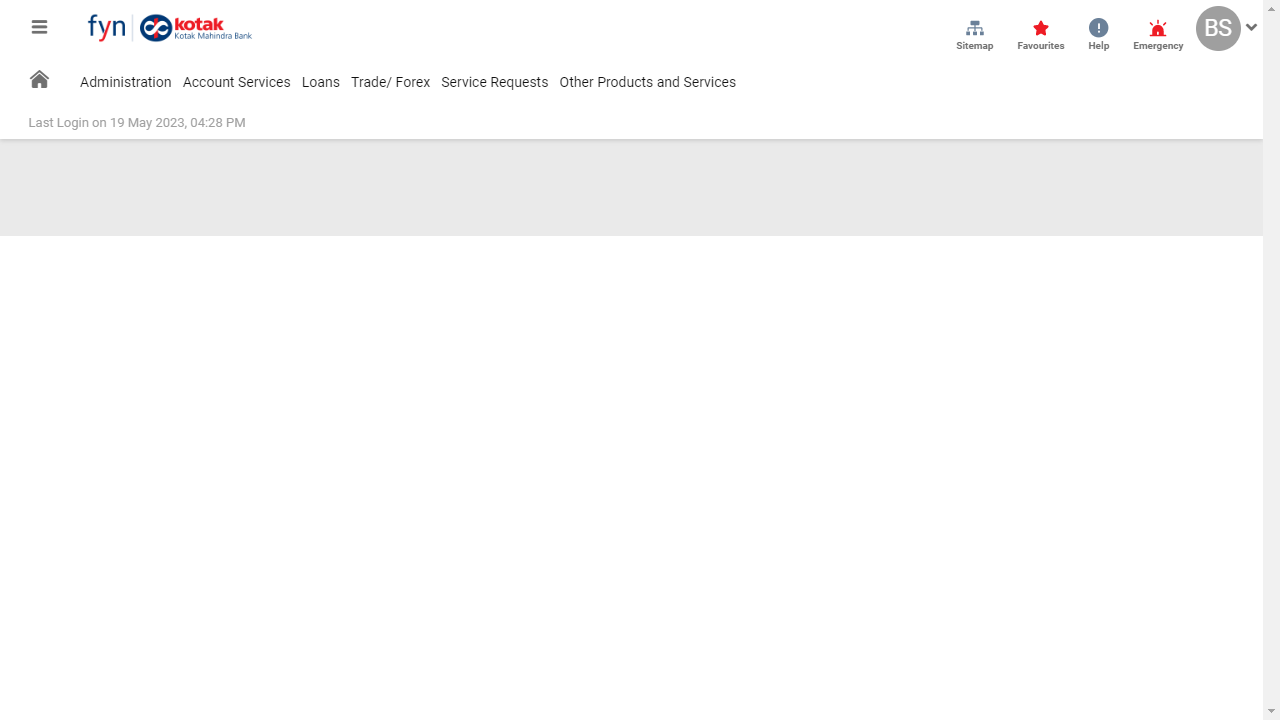 fyn kotak
Kotak Mahindra Bank
Sitemap Favourites Help Emergency
BS
Administration Account Services Loans Trade/ Forex Service Requests Other Products and Services
Last Login on 19 May 2023, 04:28 PM